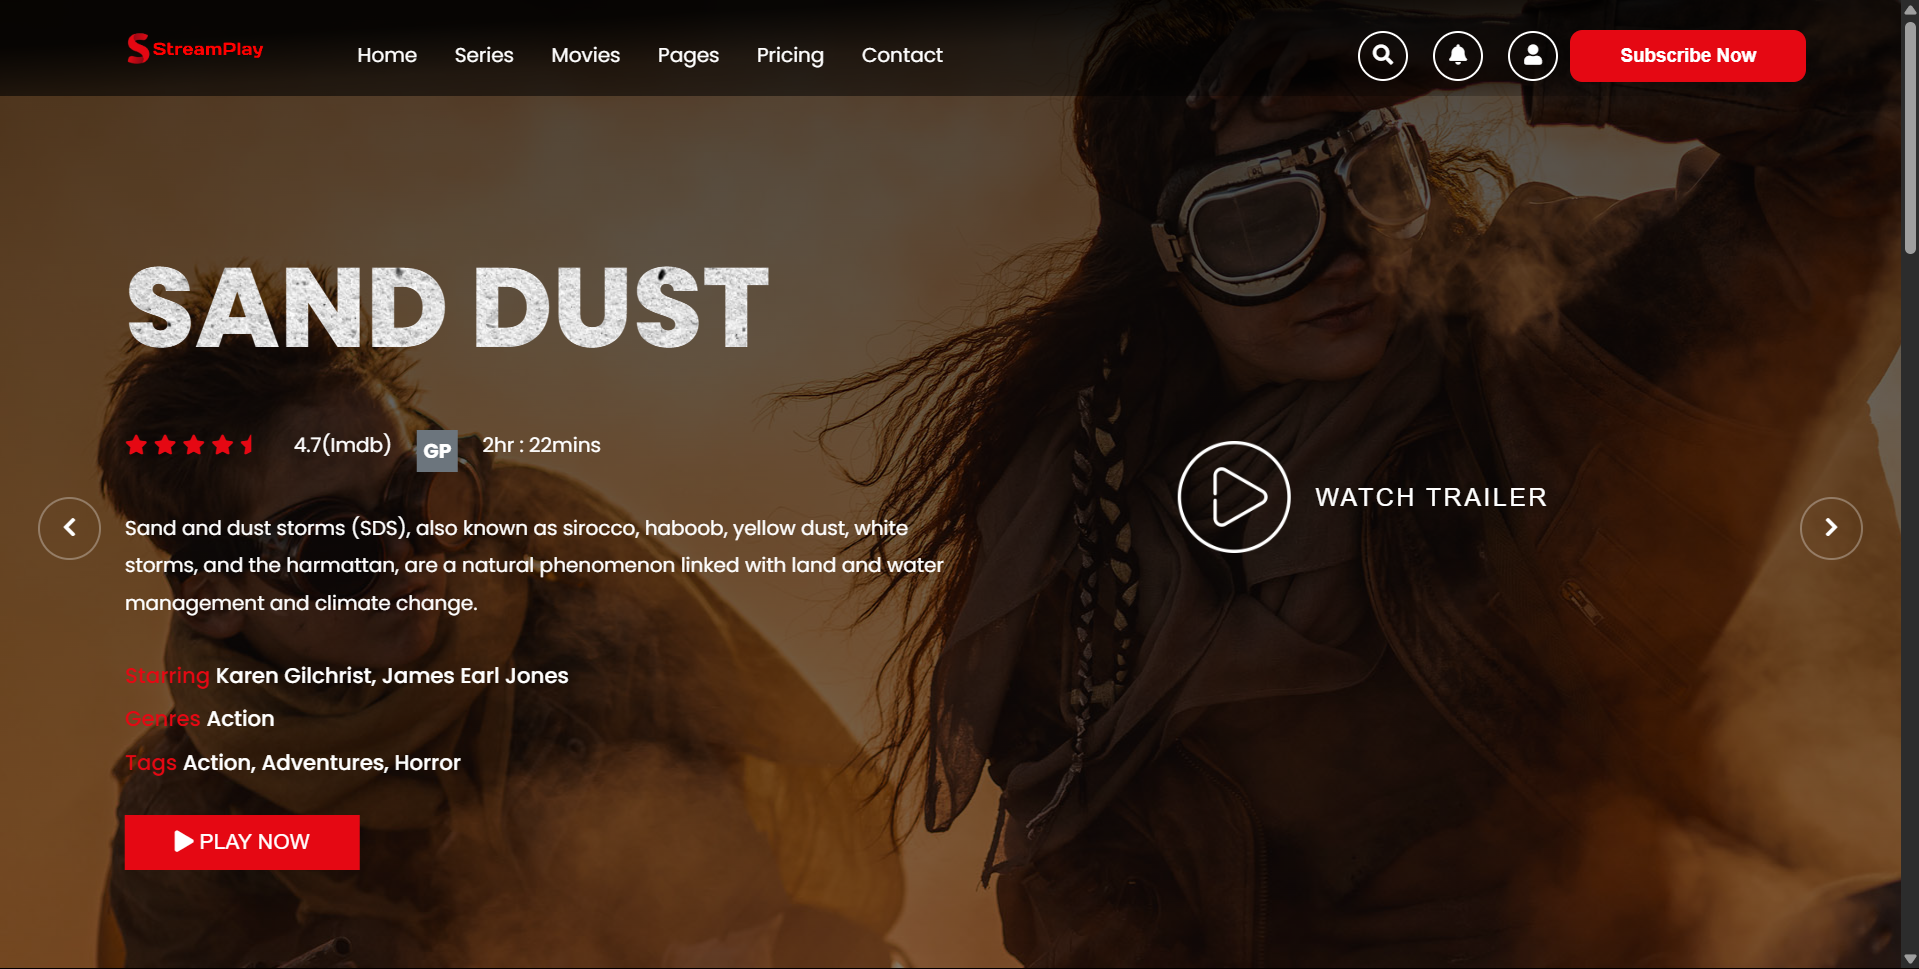 StreamPlay
Home Series Movies Pages Pricing Contact
Subscribe Now
SAND DUST
4.7(Imdb) GP 2hr : 22mins
Sand and dust storms (SDS), also known as sirocco, haboob, yellow dust, white
storms, and the harmattan, are a natural phenomenon linked with land and water
management and climate change.
WATCH TRAILER
Starring Karen Gilchrist, James Earl Jones
Genres Action
Tags Action, Adventures, Horror
PLAY NOW